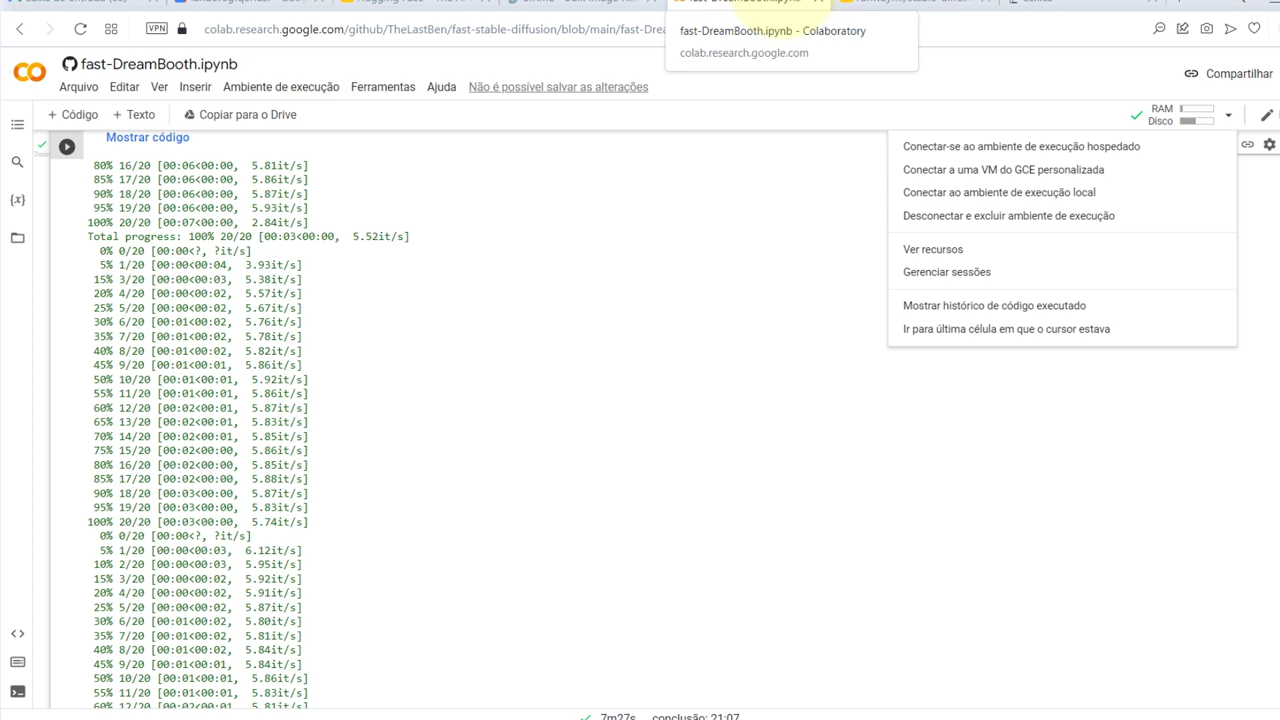 fast-DreamBooth.ipynb - Colaboratory
colab.research.google.com
VPN
colab.research.google.com/github/TheLastBen/fast-stable-diffusion/blob/main/fast-Drea
CO
fast-DreamBooth.ipynb
Compartilhar
Arquivo Editar Ver Inserir Ambiente de execução Ferramentas Ajuda Não é possível salvar as alterações
+ Código + Texto Copiar para o Drive
RAM
Disco
Mostrar código
7min
80% 16/20 [00:06<00:00, 5.81it/s]
85% 17/20 [00:06<00:00, 5.86it/s]
90% 18/20 [00:06<00:00, 5.87it/s]
95% 19/20 [00:06<00:00, 5.93it/s]
100% 20/20 [00:07<00:00, 2.84it/s]
Total progress: 100% 20/20 [00:03<00:00, 5.52it/s]
0% 0/20 [00:00<?, ?it/s]
5% 1/20 [00:00<00:04, 3.93it/s]
15% 3/20 [00:00<00:03, 5.38it/s]
20% 4/20 [00:00<00:02, 5.57it/s]
25% 5/20 [00:00<00:02, 5.67it/s]
30% 6/20 [00:01<00:02, 5.76it/s]
35% 7/20 [00:01<00:02, 5.78it/s]
40% 8/20 [00:01<00:02, 5.82it/s]
45% 9/20 [00:01<00:01, 5.86it/s]
50% 10/20 [00:01<00:01, 5.92it/s]
55% 11/20 [00:01<00:01, 5.86it/s]
60% 12/20 [00:02<00:01, 5.87it/s]
65% 13/20 [00:02<00:01, 5.83it/s]
70% 14/20 [00:02<00:01, 5.85it/s]
75% 15/20 [00:02<00:00, 5.86it/s]
80% 16/20 [00:02<00:00, 5.85it/s]
85% 17/20 [00:02<00:00, 5.88it/s]
90% 18/20 [00:03<00:00, 5.87it/s]
95% 19/20 [00:03<00:00, 5.83it/s]
100% 20/20 [00:03<00:00, 5.74it/s]
0% 0/20 [00:00<?, ?it/s]
5% 1/20 [00:00<00:03, 6.12it/s]
10% 2/20 [00:00<00:03, 5.95it/s]
15% 3/20 [00:00<00:02, 5.92it/s]
20% 4/20 [00:00<00:02, 5.91it/s]
25% 5/20 [00:00<00:02, 5.87it/s]
30% 6/20 [00:01<00:02, 5.80it/s]
35% 7/20 [00:01<00:02, 5.81it/s]
40% 8/20 [00:01<00:02, 5.84it/s]
45% 9/20 [00:01<00:01, 5.84it/s]
50% 10/20 [00:01<00:01, 5.86it/s]
55% 11/20 [00:01<00:01, 5.83it/s]
60% 12/20 [00:02<00:01, 5.81it/s]
Conectar-se ao ambiente de execução hospedado
Conectar a uma VM do GCE personalizada
Conectar ao ambiente de execução local
Desconectar e excluir ambiente de execução
Ver recursos
Gerenciar sessões
Mostrar histórico de código executado
Ir para última célula em que o cursor estava
7m27s conclusão: 21:07